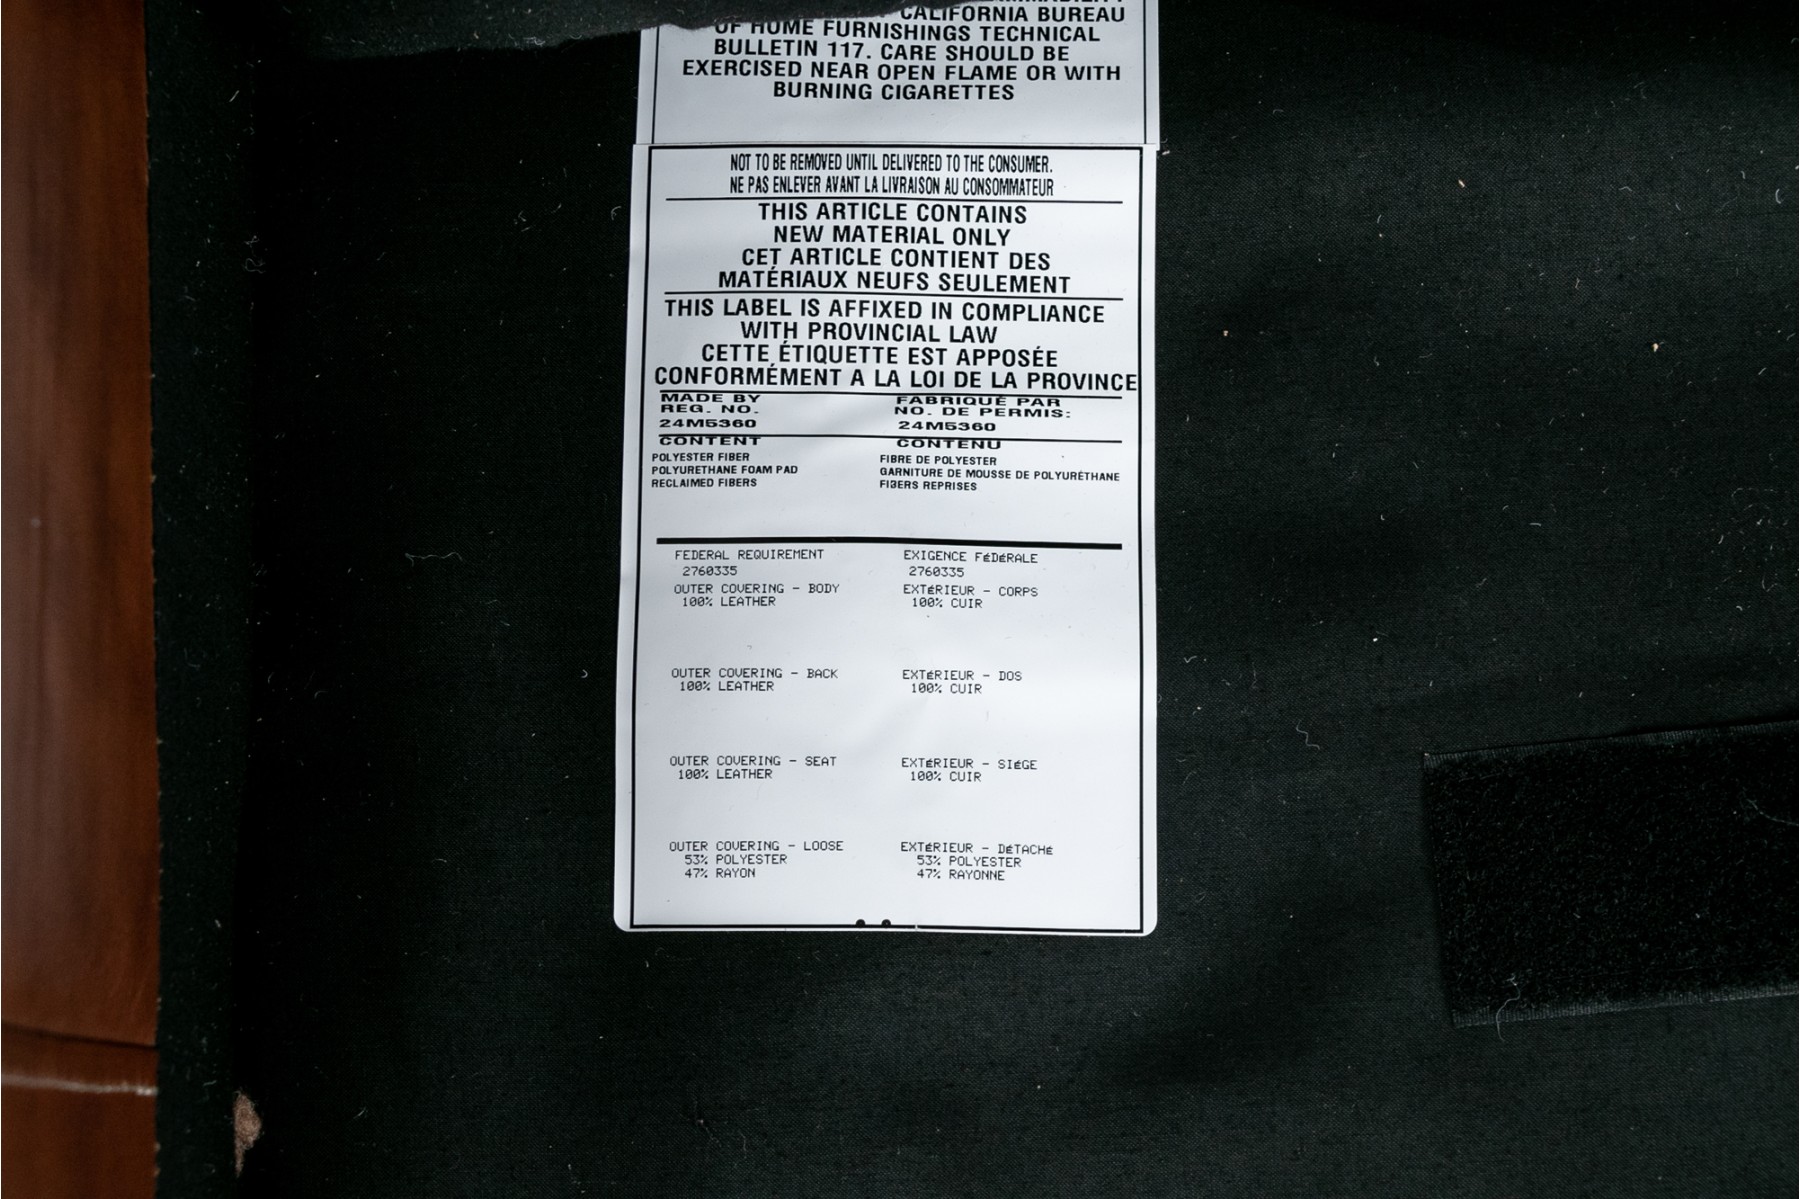 CALIFORNIA BUREAU
OF HOME FURNISHINGS TECHNICAL
BULLETIN 117. CARE SHOULD BE
EXERCISED NEAR OPEN FLAME OR WITH
BURNING CIGARETTES
NOT TO BE REMOVED UNTIL DELIVERED TO THE CONSUMER.
NE PAS ENLEVER AVANT LA LIVRAISON AU CONSOMMATEUR
THIS ARTICLE CONTAINS
NEW MATERIAL ONLY
CET ARTICLE CONTIENT DES
MATÉRIAUX NEUFS SEULEMENT
THIS LABEL IS AFFIXED IN COMPLIANCE
WITH PROVINCIAL LAW
CETTE ÉTIQUETTE EST APPOSÉE
CONFORMÉMENT A LA LOI DE LA PROVINCE
MADE BY
REG. NO.
24M5360
FABRIQUÉ PAR
NO. DE PERMIS:
24M5360
CONTENT
POLYESTER FIBER
POLYURETHANE FOAM PAD
RECLAIMED FIBERS
CONTENU
FIBRE DE POLYESTER
GARNITURE DE MOUSSE DE POLYURÉTHANE
FIBERS REPRISES
FEDERAL REQUIREMENT
2760335
EXIGENCE FÉDÉRALE
2760335
OUTER COVERING - BODY
100% LEATHER
EXTÉRIEUR - CORPS
100% CUIR
OUTER COVERING - BACK
100% LEATHER
EXTÉRIEUR - DOS
100% CUIR
OUTER COVERING - SEAT
100% LEATHER
EXTÉRIEUR - SIÉGE
100% CUIR
OUTER COVERING - LOOSE
53% POLYESTER
47% RAYON
EXTÉRIEUR - DÉTACHÉ
53% POLYESTER
47% RAYONNE